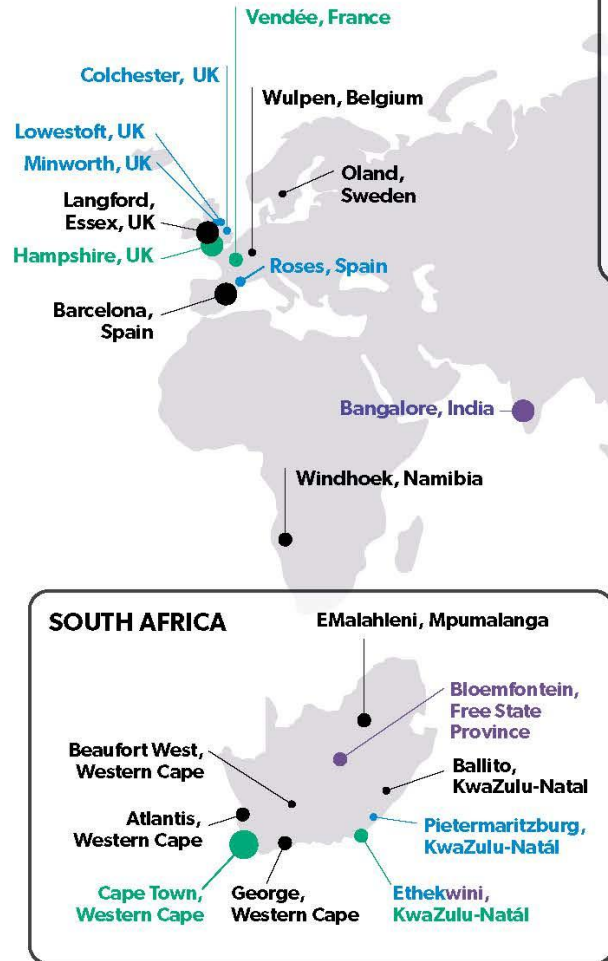 Vendée, France
Colchester, UK
Wulpen, Belgium
Lowestoft, UK
Minworth, UK
Oland,
Sweden
Langford,
Essex, UK
Hampshire, UK
Roses, Spain
Barcelona,
Spain
Bangalore, India
Windhoek, Namibia
SOUTH AFRICA
EMalahleni, Mpumalanga
Bloemfontein,
Free State
Province
Beaufort West,
Western Cape
Ballito,
KwaZulu-Natal
Atlantis,
Western Cape
Pietermaritzburg,
KwaZulu-Natál
Cape Town,
Western Cape
George,
Western Cape
Ethekwini,
KwaZulu-Natál